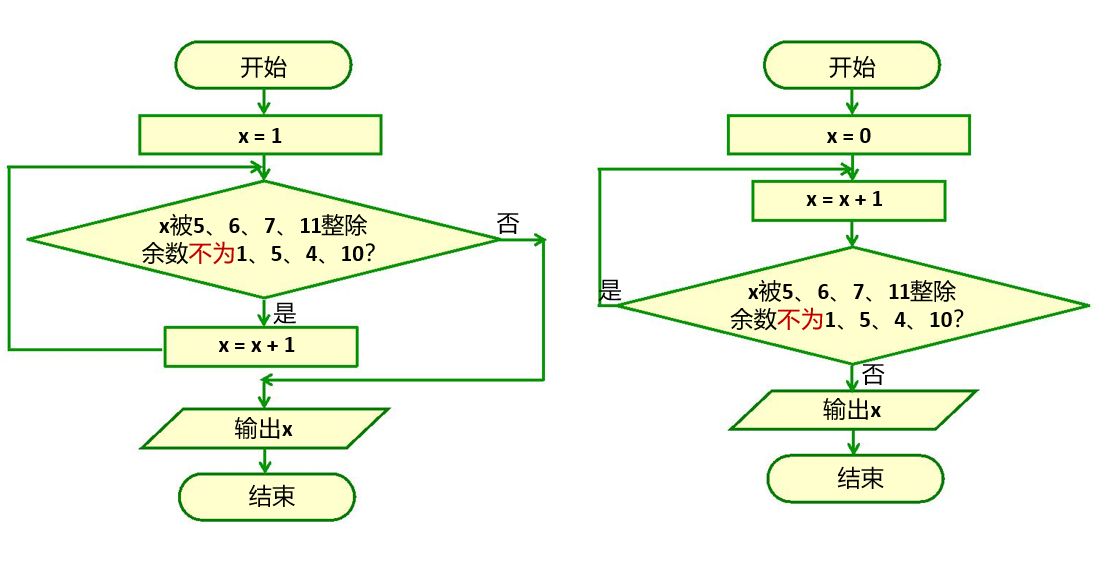 开始
x = 1
x被5、6、7、11整除
余数不为1、5、4、10?
否
是
x = x + 1
输出x
结束
开始
x = 0
x = x + 1
x被5、6、7、11整除
余数不为1、5、4、10?
是
否
输出x
结束